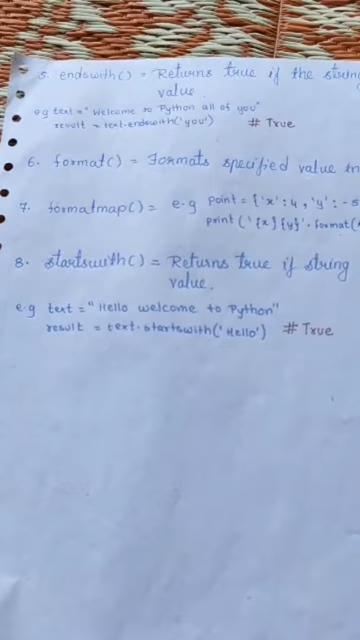 5. endswith() = Returns true if the string
value.
e.g text = "Welcome to Python all of you"
result = text.endswith('you') # True
6. format() = Formats specified value in
7. formatmap() = e.g point = {'x':4, 'y':-5
print('{x}{y}'.format(
8. startswith() = Returns true if string
value.
e.g text = "Hello welcome to Python"
result = text.startswith('Hello') # True